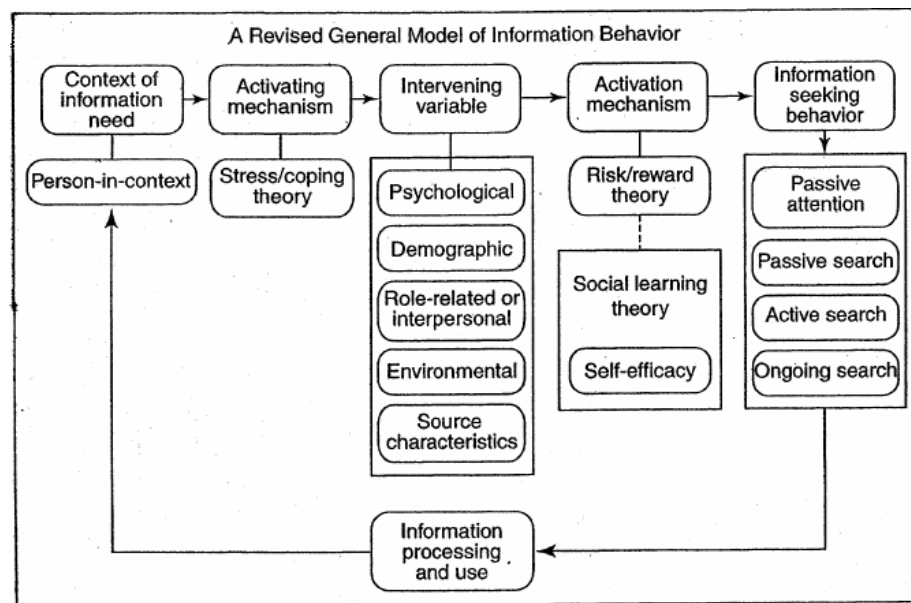 A Revised General Model of Information Behavior
Context of
information
need
Activating
mechanism
Intervening
variable
Activation
mechanism
Information
seeking
behavior
Person-in-context
Stress/coping
theory
Psychological
Demographic
Role-related or
interpersonal
Environmental
Source
characteristics
Risk/reward
theory
Social learning
theory
Self-efficacy
Passive
attention
Passive search
Active search
Ongoing search
Information
processing
and use